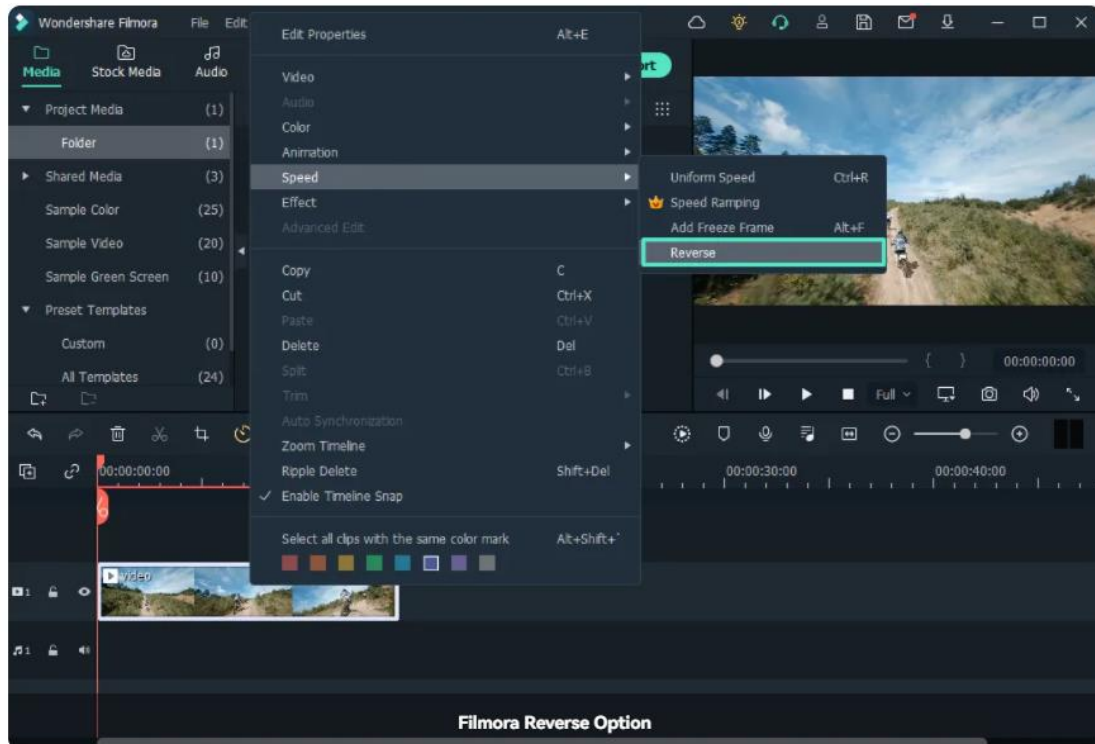 Wondershare Filmora File Edit
Media Stock Media Audio
Project Media (1)
Folder (1)
Shared Media (3)
Sample Color (25)
Sample Video (20)
Sample Green Screen (10)
Preset Templates
Custom (0)
All Templates (24)
Edit Properties Alt+E
Video
Audio
Color
Animation
Speed
Effect
Advanced Edit
Copy C
Cut Ctrl+X
Paste Ctrl+V
Delete Del
Split Ctrl+B
Trim
Auto Synchronization
Zoom Timeline
Ripple Delete Shift+Del
Enable Timeline Snap
Select all clips with the same color mark Alt+Shift+`
Uniform Speed Ctrl+R
Speed Ramping
Add Freeze Frame Alt+F
Reverse
00:00:00:00
Full
00:00:00:00 00:00:30:00 00:00:40:00
video
1
1
Filmora Reverse Option